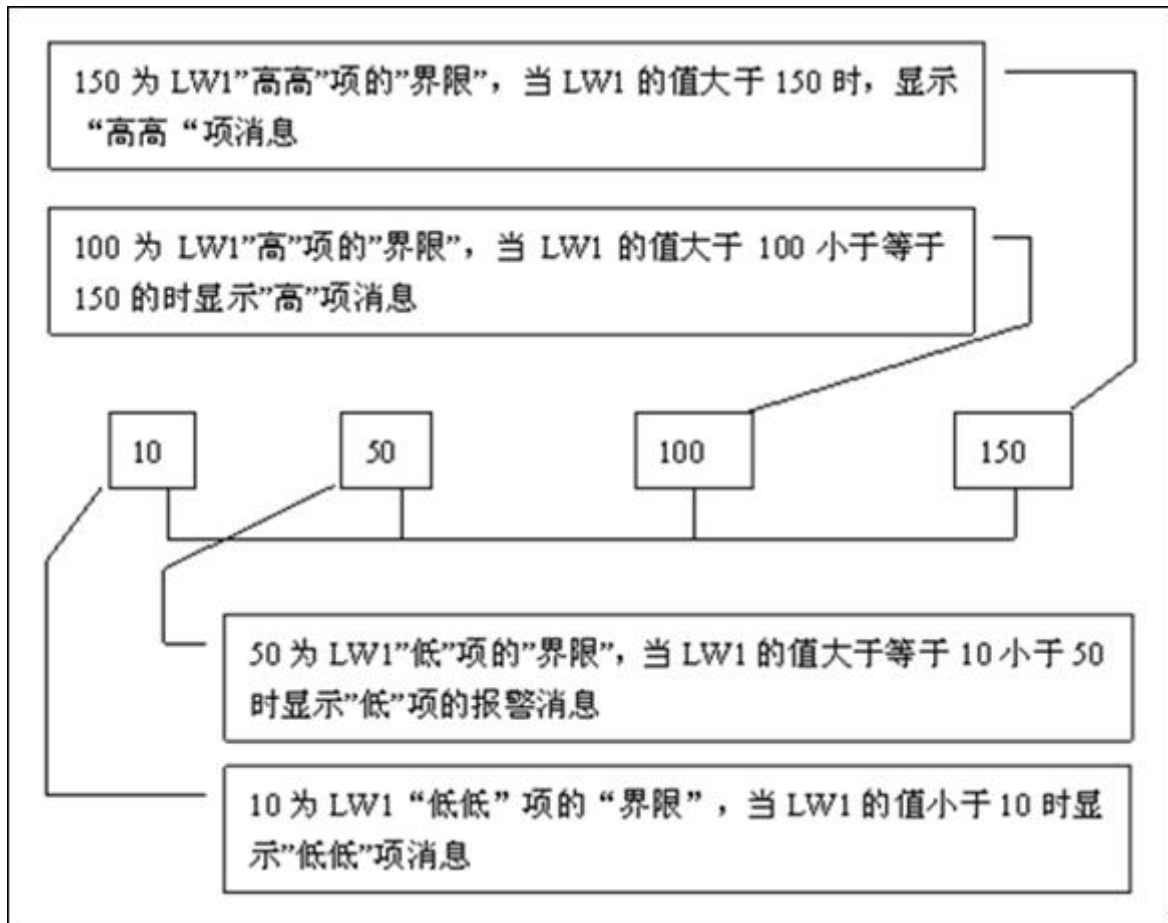 150 为 LW1”高高”项的”界限”，当 LW1 的值大于 150 时，显示
“高高 “项消息
100 为 LW1”高”项的”界限”，当 LW1 的值大于 100 小于等于
150 的时显示”高”项消息
10
50
100
150
50 为 LW1”低”项的”界限”，当 LW1 的值大于等于 10 小于 50
时显示”低”项的报警消息
10 为 LW1 “低低” 项的 “界限” ，当 LW1 的值小于 10 时显
示”低低”项消息